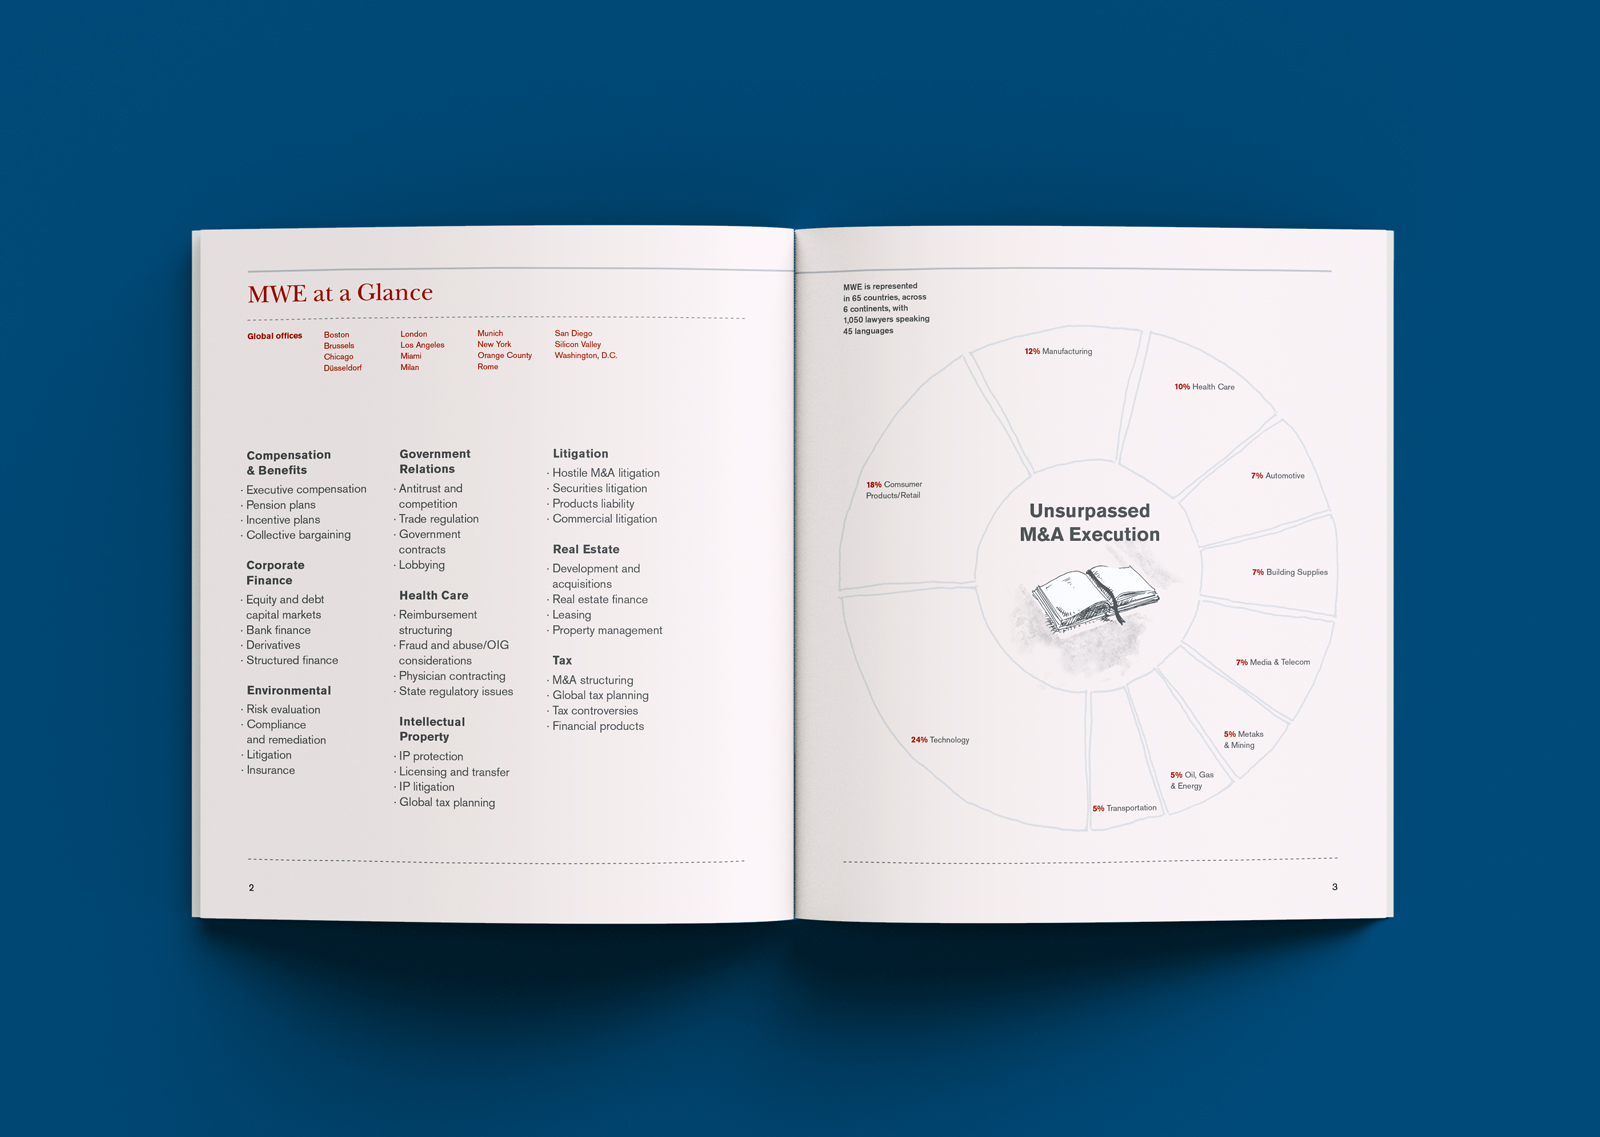 MWE at a Glance
Global offices
Boston
Brussels
Chicago
Düsseldorf
London
Los Angeles
Miami
Milan
Munich
New York
Orange County
Rome
San Diego
Silicon Valley
Washington, D.C.
Compensation
& Benefits
· Executive compensation
· Pension plans
· Incentive plans
· Collective bargaining
Corporate
Finance
· Equity and debt
capital markets
· Bank finance
· Derivatives
· Structured finance
Environmental
· Risk evaluation
· Compliance
and remediation
· Litigation
· Insurance
Government
Relations
· Antitrust and
competition
· Trade regulation
· Government
contracts
· Lobbying
Health Care
· Reimbursement
structuring
· Fraud and abuse/OIG
considerations
· Physician contracting
· State regulatory issues
Intellectual
Property
· IP protection
· Licensing and transfer
· IP litigation
· Global tax planning
Litigation
· Hostile M&A litigation
· Securities litigation
· Products liability
· Commercial litigation
Real Estate
· Development and
acquisitions
· Real estate finance
· Leasing
· Property management
Tax
· M&A structuring
· Global tax planning
· Tax controversies
· Financial products
2
MWE is represented
in 65 countries, across
6 continents, with
1,050 lawyers speaking
45 languages
12% Manufacturing
10% Health Care
7% Automotive
18% Comsumer
Products/Retail
Unsurpassed
M&A Execution
7% Building Supplies
7% Media & Telecom
5% Metaks
& Mining
24% Technology
5% Oil, Gas
& Energy
5% Transportation
3